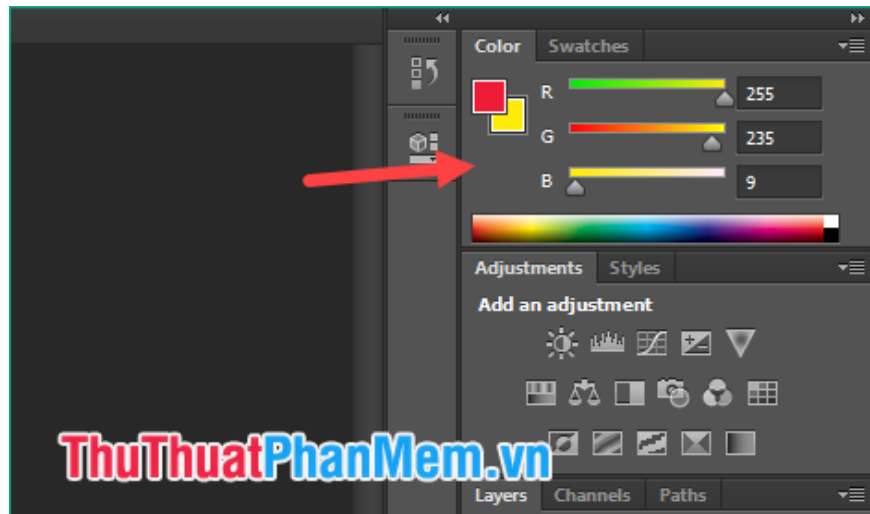 Color Swatches
R 255
G 235
B 9
Adjustments Styles
Add an adjustment
ThuThuatPhanMem.vn
Layers Channels Paths